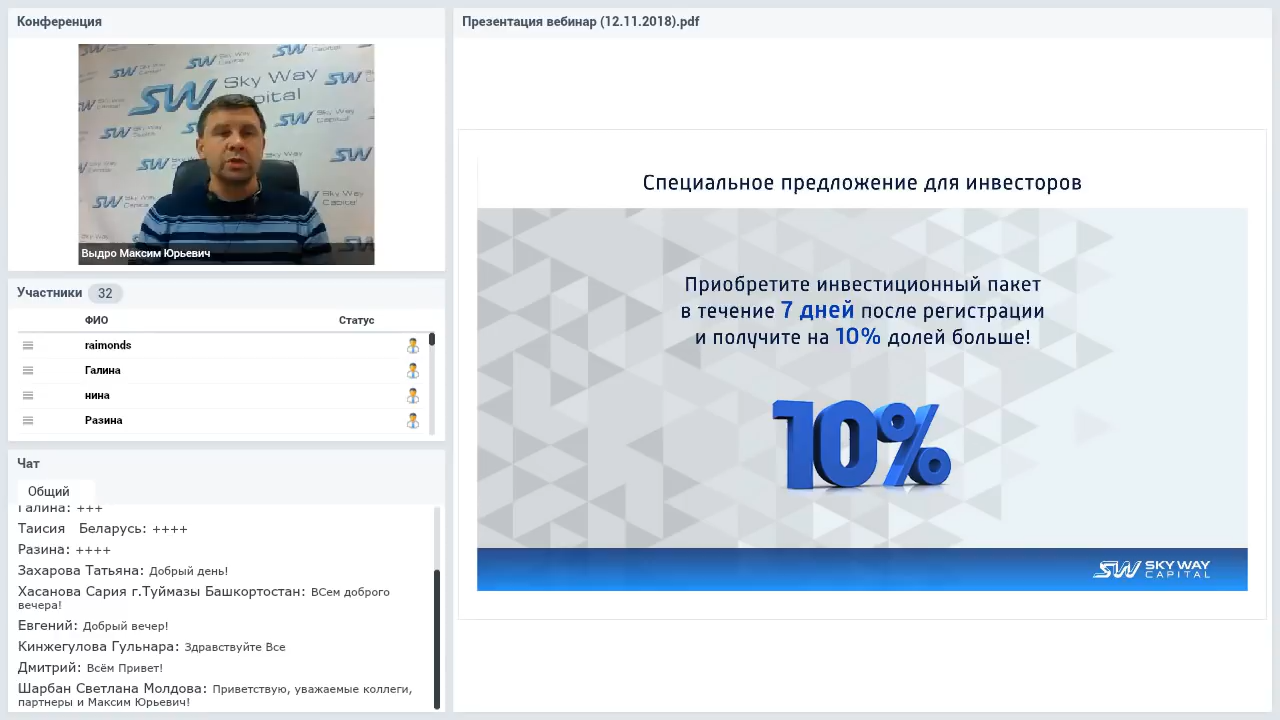 Конференция
SW Sky Way
Capital
Выдро Максим Юрьевич
Участники 32
ФИО Статус
raimonds
Галина
нина
Разина
Чат
Общий
Галина: +++
Таисия Беларусь: ++++
Разина: ++++
Захарова Татьяна: Добрый день!
Хасанова Сария г.Туймазы Башкортостан: ВСем доброго
вечера!
Евгений: Добрый вечер!
Кинжегулова Гульнара: Здравствуйте Все
Дмитрий: Всём Привет!
Шарбан Светлана Молдова: Приветствую, уважаемые коллеги,
партнеры и Максим Юрьевич!
Презентация вебинар (12.11.2018).pdf
Специальное предложение для инвесторов
Приобретите инвестиционный пакет
в течение 7 дней после регистрации
и получите на 10% долей больше!
10%
SW SKY WAY
CAPITAL